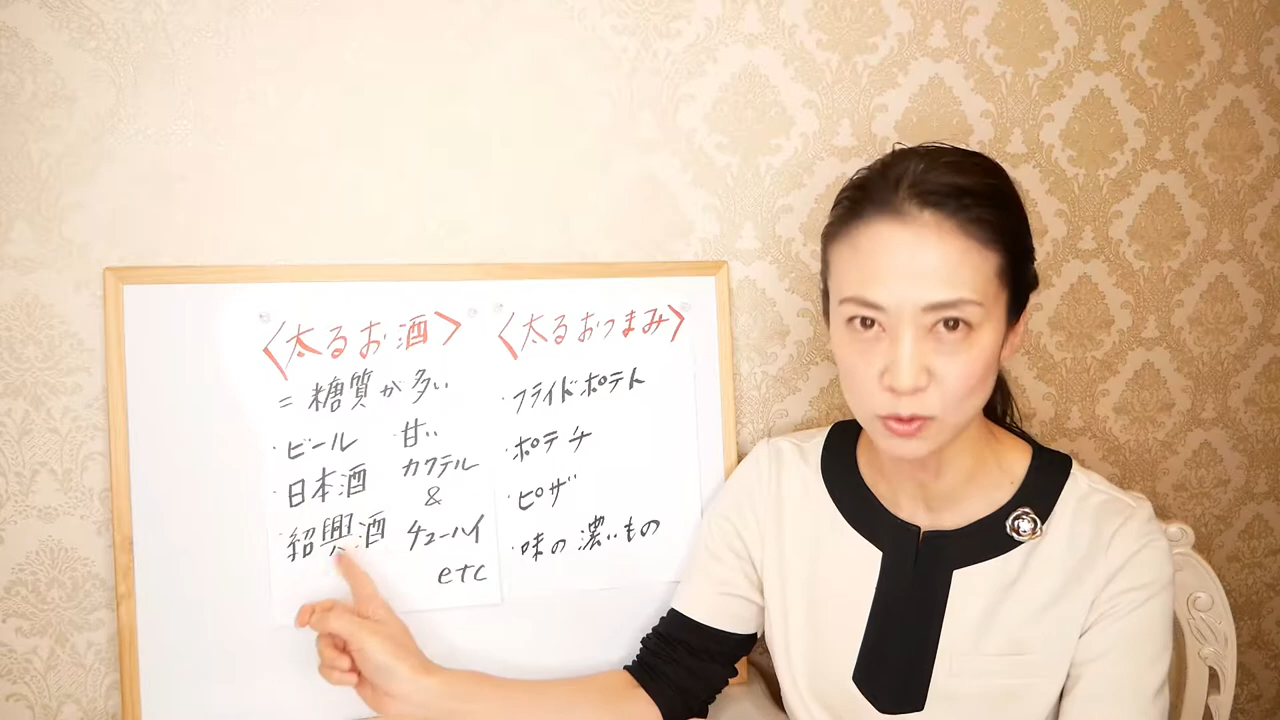 〈太るお酒〉
= 糖質が多い
・ビール
・日本酒
・紹興酒
甘い
カクテル
&
チューハイ
etc
〈太るおつまみ〉
・フライドポテト
・ポテチ
・ピザ
・味の濃いもの